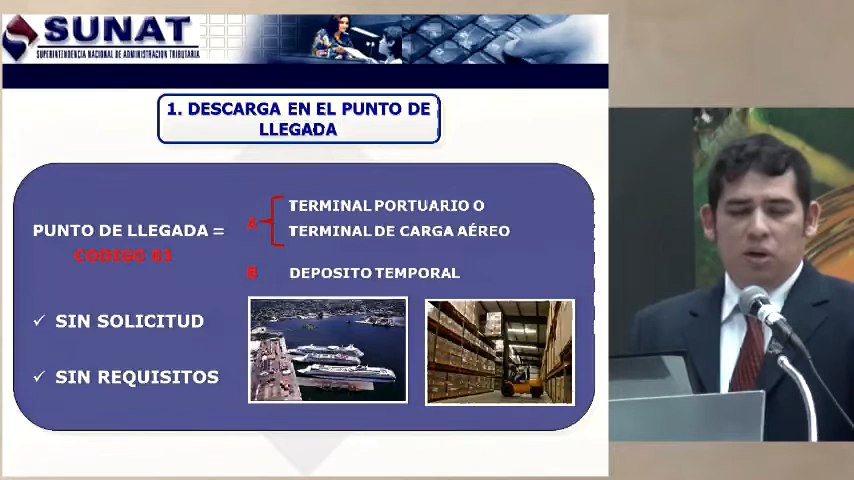 SUNAT
SUPERINTENDENCIA NACIONAL DE ADMINISTRACION TRIBUTARIA
1. DESCARGA EN EL PUNTO DE
LLEGADA
PUNTO DE LLEGADA =
CODIGO 03
A
TERMINAL PORTUARIO O
TERMINAL DE CARGA AÉREO
B DEPOSITO TEMPORAL
✓ SIN SOLICITUD
✓ SIN REQUISITOS